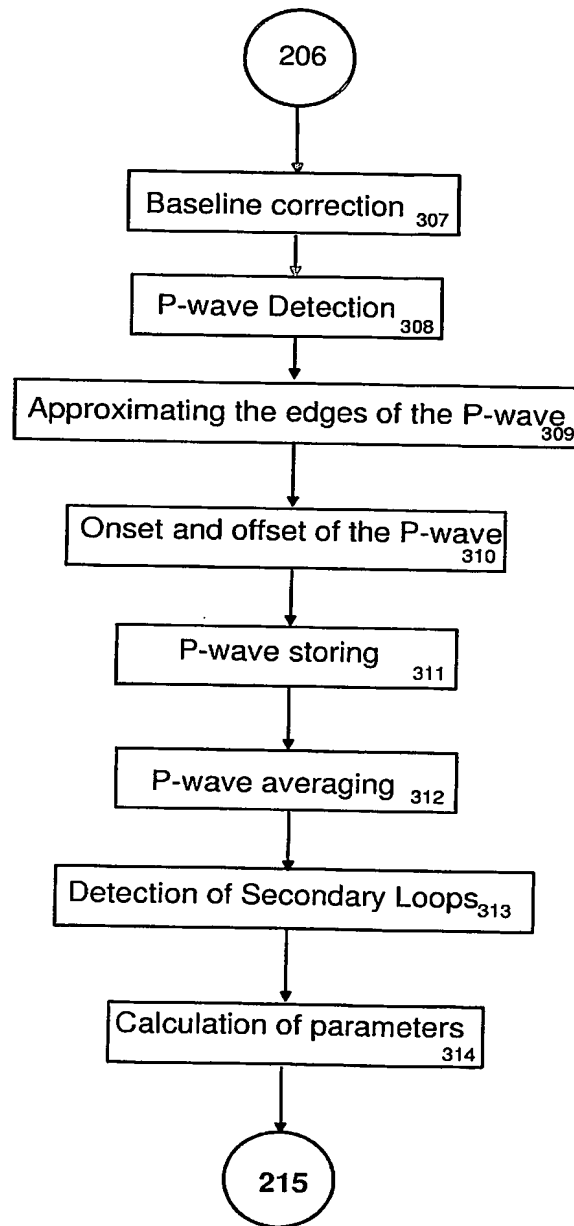 206
Baseline correction 307
P-wave Detection 308
Approximating the edges of the P-wave 309
Onset and offset of the P-wave 310
P-wave storing 311
P-wave averaging 312
Detection of Secondary Loops 313
Calculation of parameters 314
215